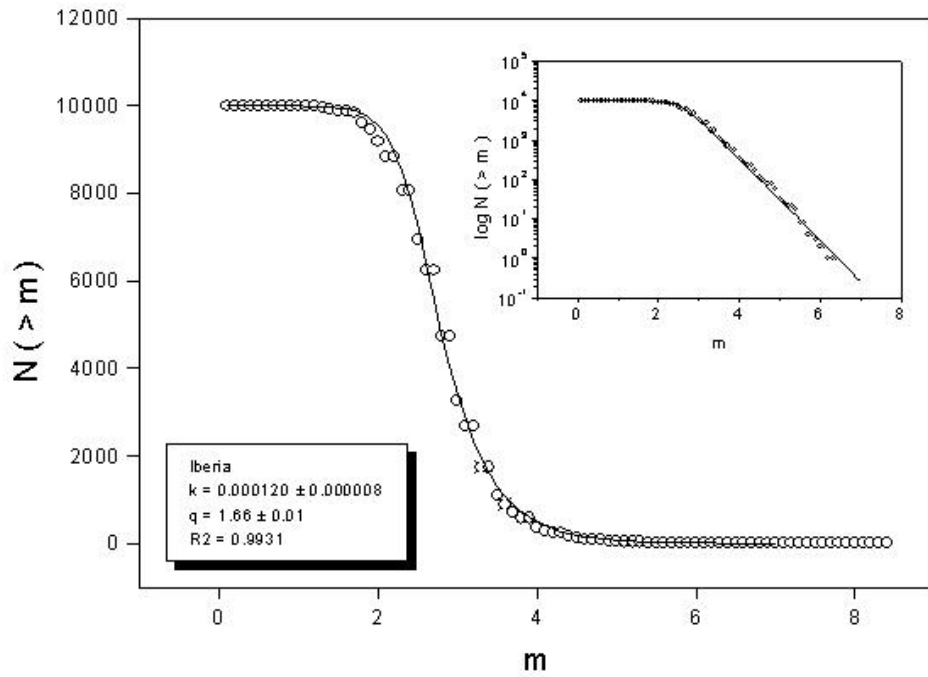 12000
10000
8000
6000
4000
2000
0
N ( > m )
0 2 4 6 8
m
Iberia
k = 0.000120 ± 0.000008
q = 1.66 ± 0.01
R2 = 0.9931
10⁵
10⁴
10³
10²
10¹
10⁰
10⁻¹
log N ( > m )
0 2 4 6 8
m